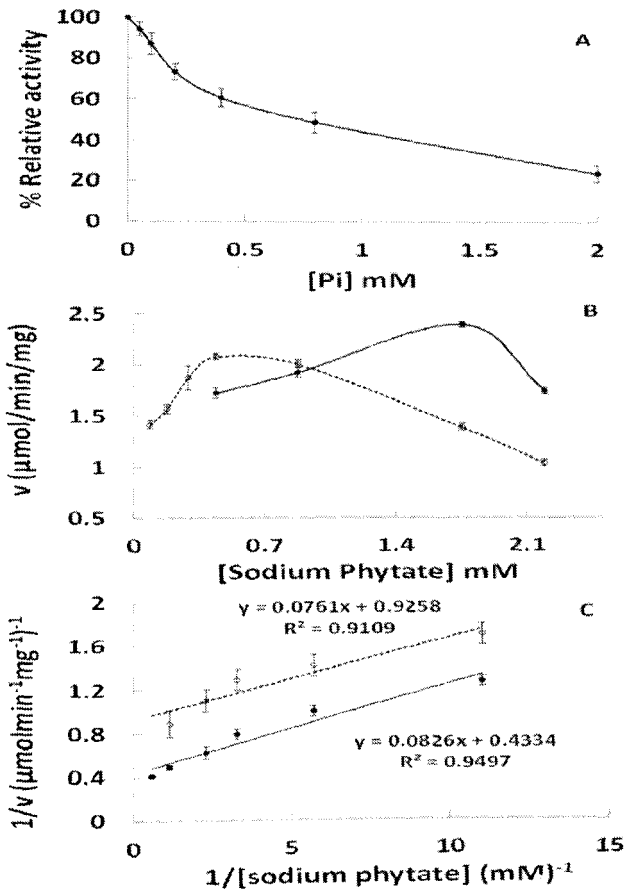 100
A
80
60
40
20
0
% Relative activity
0 0.5 1 1.5 2
[Pi] mM
2.5
B
2
1.5
1
0.5
v (µmol/min/mg)
0 0.7 1.4 2.1
[Sodium Phytate] mM
2
y = 0.0761x + 0.9258
C
R² = 0.9109
1.6
1.2
0.8
y = 0.0826x + 0.4334
R² = 0.9497
0.4
0
1/v (µmolmin⁻¹mg⁻¹)⁻¹
0 5 10 15
1/[sodium phytate] (mM)⁻¹